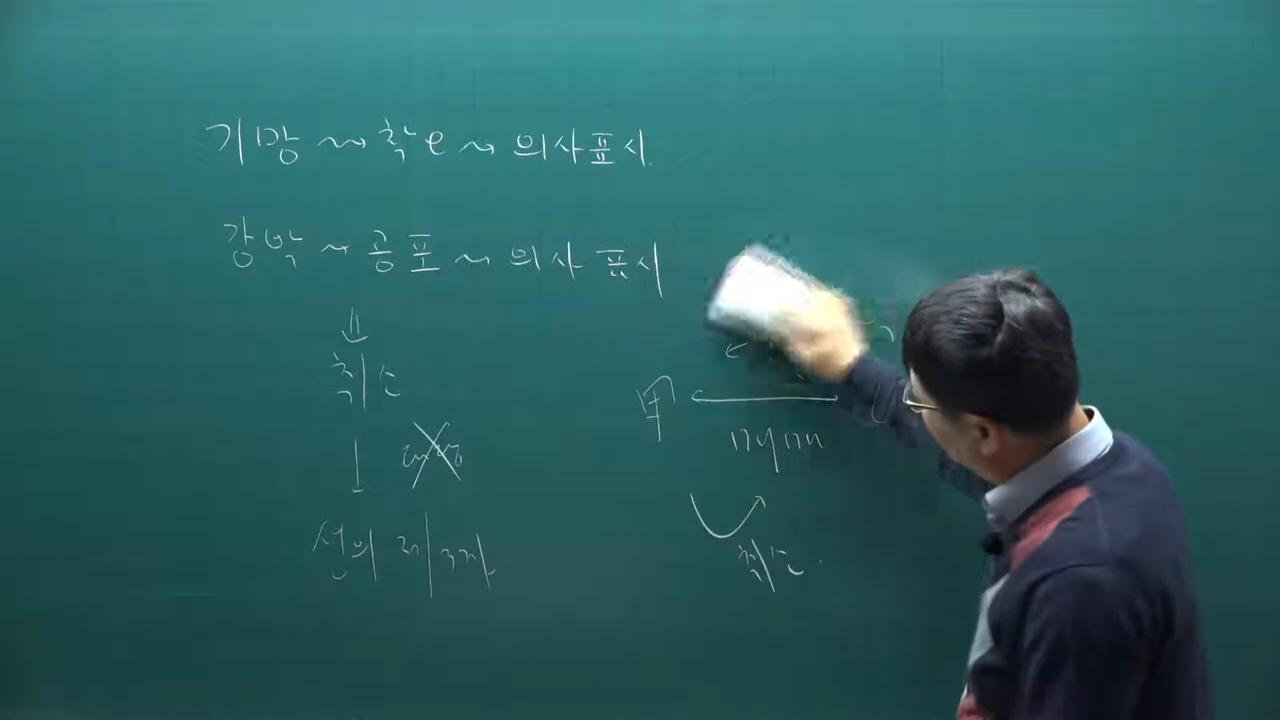 기망 ⇝ 착오 ⇝ 의사표시.
강박 ⇝ 공포 ⇝ 의사표시
⇓
취소
甲 ↔
매매
↓
선의 제3자
취소.